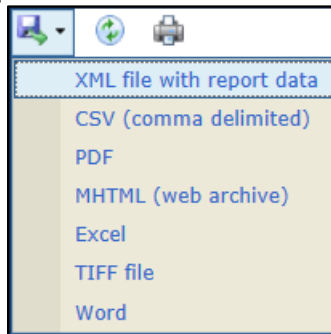 XML file with report data
CSV (comma delimited)
PDF
MHTML (web archive)
Excel
TIFF file
Word